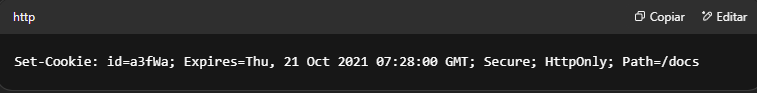 http
Copiar
Editar
Set-Cookie: id=a3fWa; Expires=Thu, 21 Oct 2021 07:28:00 GMT; Secure; HttpOnly; Path=/docs